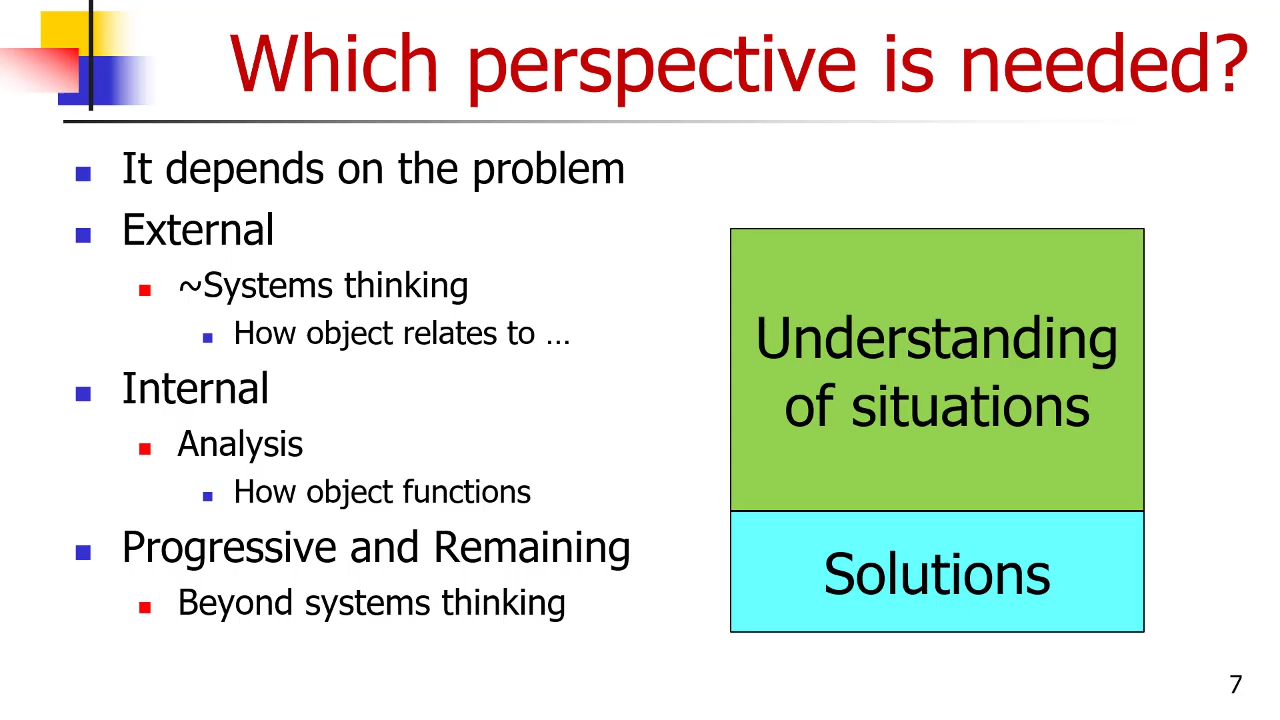 Which perspective is needed?
It depends on the problem
External
~Systems thinking
How object relates to …
Internal
Analysis
How object functions
Progressive and Remaining
Beyond systems thinking
Understanding
of situations
Solutions
7